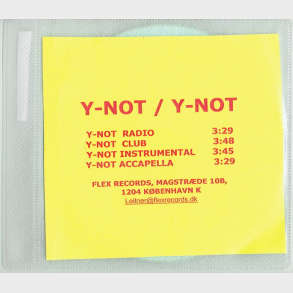 Y-NOT / Y-NOT
Y-NOT RADIO 3:29
Y-NOT CLUB 3:48
Y-NOT INSTRUMENTAL 3:45
Y-NOT ACCAPELLA 3:29
FLEX RECORDS, MAGSTRÆDE 10B,
1204 KØBENHAVN K
Leitner@flexrecords.dk